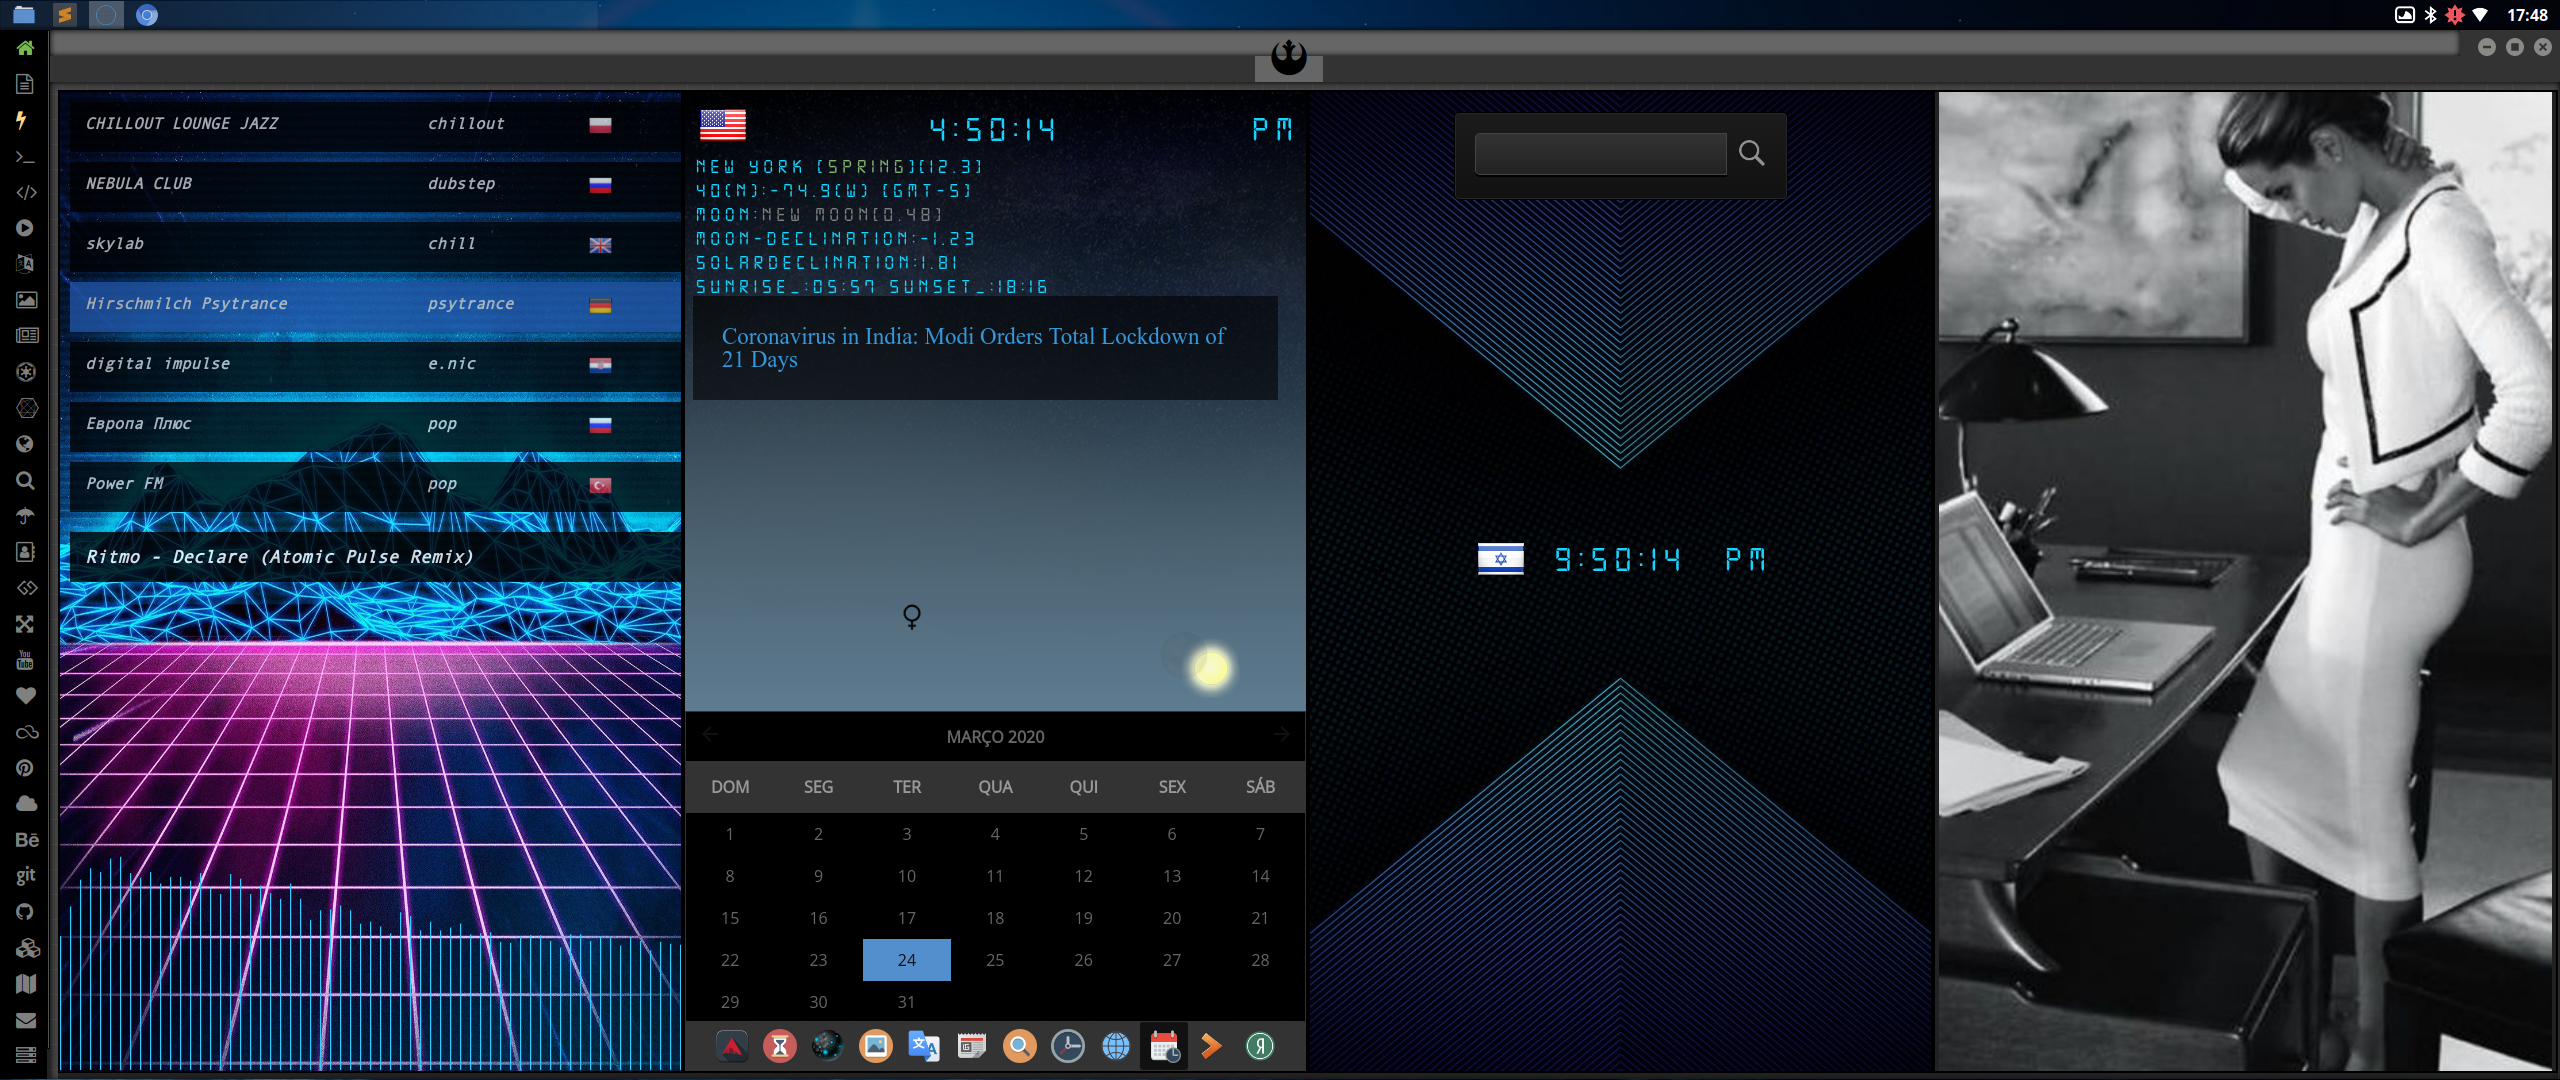 17:48
CHILLOUT LOUNGE JAZZ chillout
NEBULA CLUB dubstep
skylab chill
Hirschmilch Psytrance psytrance
digital impulse e.nic
Европа Плюс pop
Power FM pop
Ritmo - Declare (Atomic Pulse Remix)
4:50:14 PM
NEW YORK [SPRING][12.3]
40(N):-74.9(W) [GMT-5]
MOON:NEW MOON[0.48]
MOON-DECLINATION:-1.23
SOLARDECLINATION:1.81
SUNRISE_:05:57 SUNSET_:18:16
Coronavirus in India: Modi Orders Total Lockdown of
21 Days
MARÇO 2020
DOM SEG TER QUA QUI SEX SÁB
1 2 3 4 5 6 7
8 9 10 11 12 13 14
15 16 17 18 19 20 21
22 23 24 25 26 27 28
29 30 31
9:50:14 PM
You
Tube
Bē
git